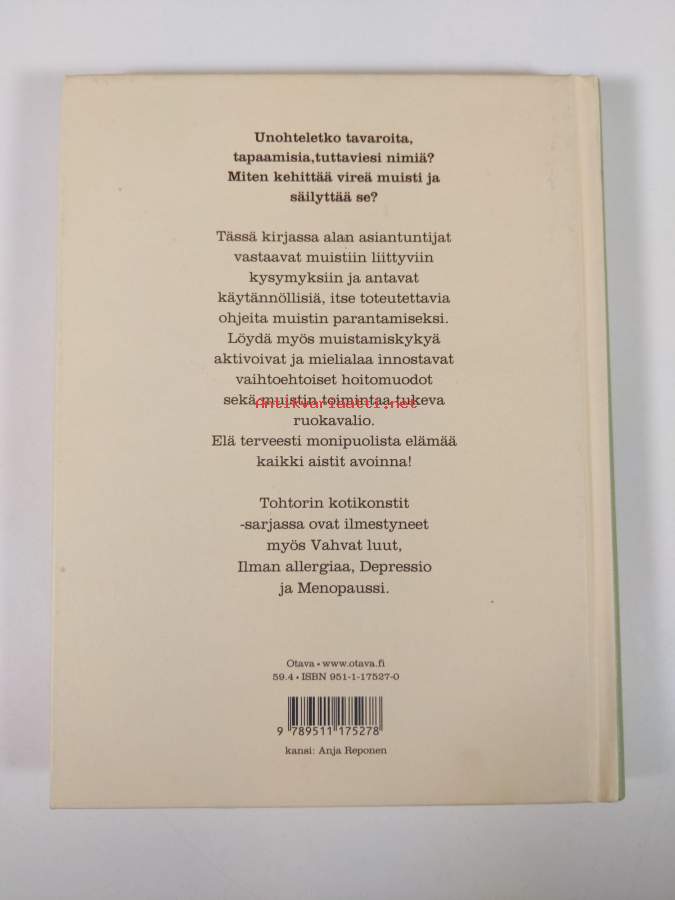 Unohteletko tavaroita,
tapaamisia,tuttaviesi nimiä?
Miten kehittää vireä muisti ja
säilyttää se?
Tässä kirjassa alan asiantuntijat
vastaavat muistiin liittyviin
kysymyksiin ja antavat
käytännöllisiä, itse toteutettavia
ohjeita muistin parantamiseksi.
Löydä myös muistamiskykyä
aktivoivat ja mielialaa innostavat
vaihtoehtoiset hoitomuodot
sekä muistin toimintaa tukeva
Antikvariaatti.net
ruokavalio.
Elä terveesti monipuolista elämää
kaikki aistit avoinna!
Tohtorin kotikonstit
-sarjassa ovat ilmestyneet
myös Vahvat luut,
Ilman allergiaa, Depressio
ja Menopaussi.
Otava • www.otava.fi
59.4 • ISBN 951-1-17527-0
9 789511 175278
kansi: Anja Reponen